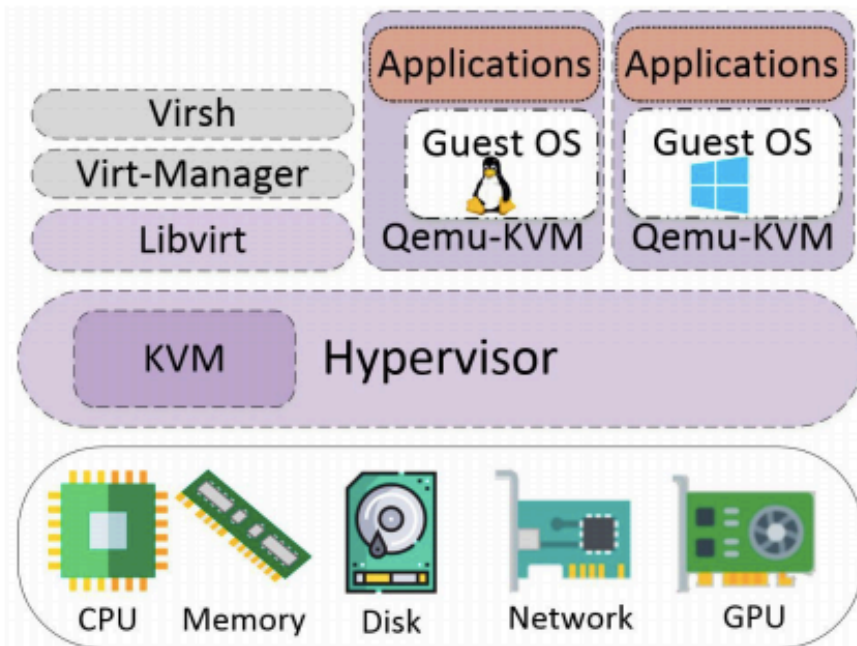 Applications
Applications
Virsh
Guest OS
Guest OS
Virt-Manager
Libvirt
Qemu-KVM
Qemu-KVM
KVM
Hypervisor
CPU
Memory
Disk
Network
GPU